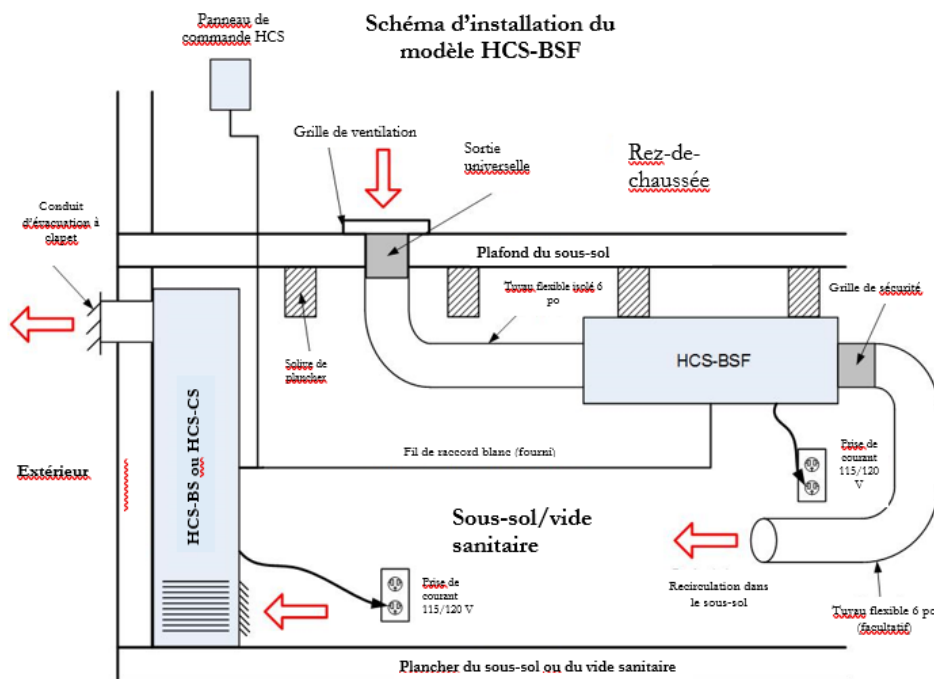 Schéma d'installation du
modèle HCS-BSF
Panneau de
commande HCS
Grille de ventilation
Sortie
universelle
Rez-de-
chaussée
Conduit
d'évacuation à
clapet
Plafond du sous-sol
Tuyau flexible isolé 6
po
Grille de sécurité
Solive de
plancher
HCS-BSF
HCS-BS ou HCS-CS
Extérieur
Fil de raccord blanc (fourni)
Prise de
courant
115/120
V
Sous-sol/vide
sanitaire
Prise de
courant
115/120 V
Recirculation dans
le sous-sol
Tuyau flexible 6 po
(facultatif)
Plancher du sous-sol ou du vide sanitaire